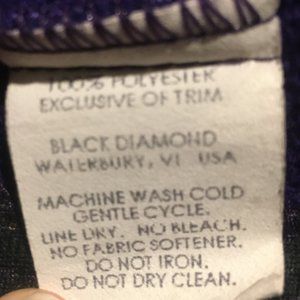 100% POLYESTER
EXCLUSIVE OF TRIM
BLACK DIAMOND
WATERBURY, VT USA
MACHINE WASH COLD
GENTLE CYCLE.
LINE DRY. NO BLEACH.
NO FABRIC SOFTENER.
DO NOT IRON.
DO NOT DRY CLEAN.